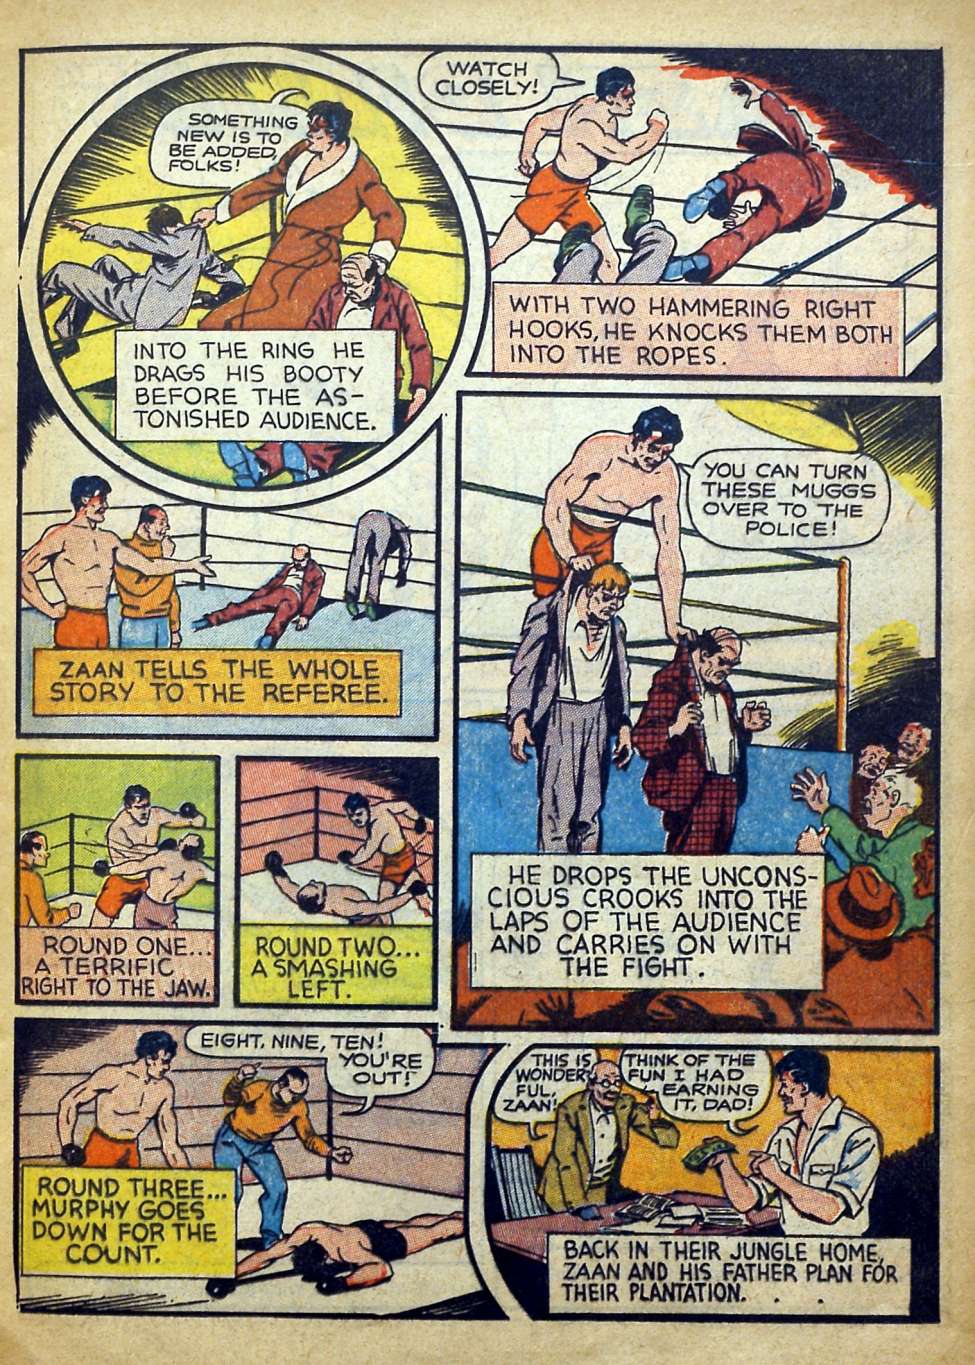 SOMETHING
NEW IS TO
BE ADDED,
FOLKS!
INTO THE RING HE
DRAGS HIS BOOTY
BEFORE THE AS-
TONISHED AUDIENCE.
WATCH
CLOSELY!
WITH TWO HAMMERING RIGHT
HOOKS, HE KNOCKS THEM BOTH
INTO THE ROPES.
ZAAN TELLS THE WHOLE
STORY TO THE REFEREE.
YOU CAN TURN
THESE MUGGS
OVER TO THE
POLICE!
HE DROPS THE UNCONS-
CIOUS CROOKS INTO THE
LAPS OF THE AUDIENCE
AND CARRIES ON WITH
THE FIGHT.
ROUND ONE...
A TERRIFIC
RIGHT TO THE JAW.
ROUND TWO...
A SMASHING
LEFT.
EIGHT, NINE, TEN!
YOU'RE
OUT!
ROUND THREE...
MURPHY GOES
DOWN FOR THE
COUNT.
THIS IS
WONDER-
FUL,
ZAAN!
THINK OF THE
FUN I HAD
EARNING
IT, DAD!
BACK IN THEIR JUNGLE HOME,
ZAAN AND HIS FATHER PLAN FOR
THEIR PLANTATION. . .